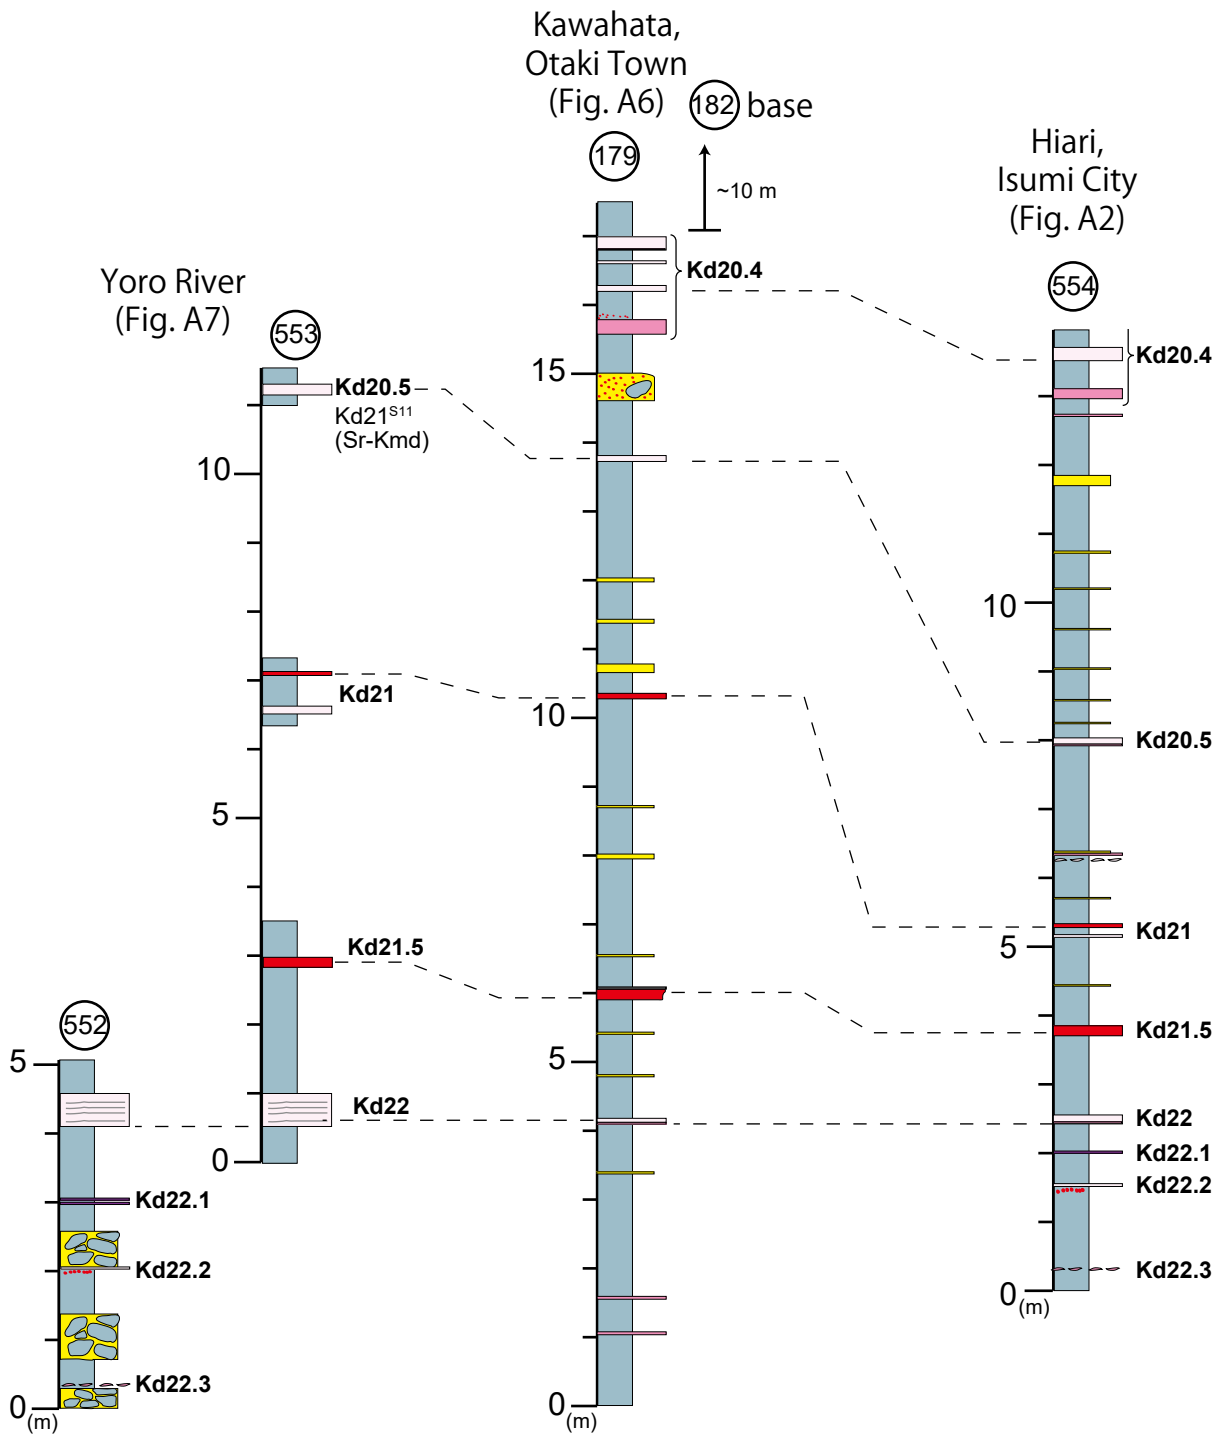 Kawahata,
Otaki Town
(Fig. A6)
182 base
179
~10 m
Hiari,
Isumi City
(Fig. A2)
554
Yoro River
(Fig. A7)
553
Kd20.4
Kd20.4
Kd20.5
Kd21S11
(Sr-Kmd)
15
10
10
Kd21
10
Kd20.5
5
Kd21
5
Kd21.5
Kd21.5
552
5
5
Kd22
Kd22
Kd22.1
Kd22.2
0
Kd22.1
Kd22.2
Kd22.3
0 (m)
Kd22.3
0 (m)
0 (m)